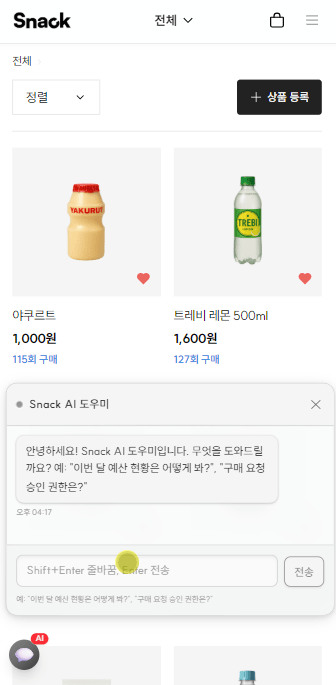 Snack
전체
전체
정렬
상품 등록
YAKURUT
TREBI
야쿠르트
트레비 레몬 500ml
1,000원
1,600원
115회 구매
127회 구매
Snack AI 도우미
안녕하세요! Snack AI 도우미입니다. 무엇을 도와드릴
까요? 예: "이번 달 예산 현황은 어떻게 봐?", "구매 요청
승인 권한은?"
오후 04:17
Shift+Enter 줄바꿈, Enter 전송
전송
예: "이번 달 예산 현황은 어떻게 봐?", "구매 요청 승인 권한은?"
AI